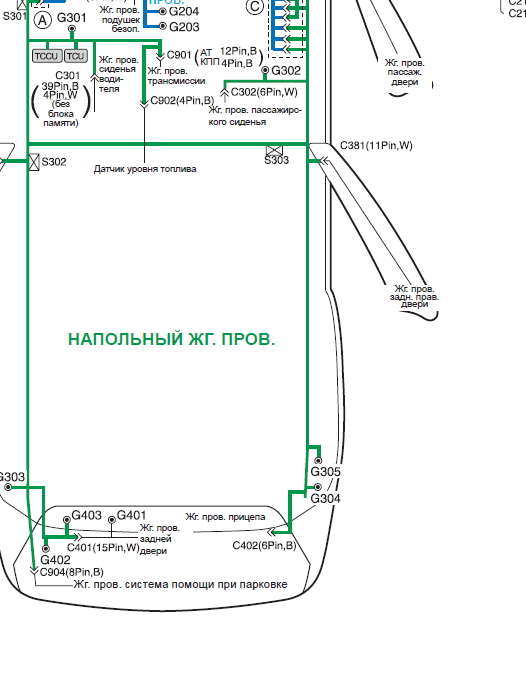 ПРОВ.
S301
A
G301
Жг. пров.
подушек
безоп.
G204
G203
C
C21
C21
TCCU
TCU
Жг. пров.
сиденья
води-
теля
C901
(АТ 12Pin,B
КПП 4Pin,B)
Жг. пров.
трансмиссии
G302
Жг. пров.
пассаж.
двери
C301
39Pin,B
4Pin,W
(без
блока
памяти)
C902(4Pin,B)
C302(6Pin,W)
Жг. пров. пассажирс-
кого сиденья
C381(11Pin,W)
S302
Датчик уровня топлива
S303
Жг. пров.
задн. прав.
двери
НАПОЛЬНЫЙ ЖГ. ПРОВ.
G303
G305
G304
G403
G401
Жг. пров. прицепа
Жг. пров.
задней
двери
C401(15Pin,W)
C402(6Pin,B)
G402
C904(8Pin,B)
Жг. пров. система помощи при парковке